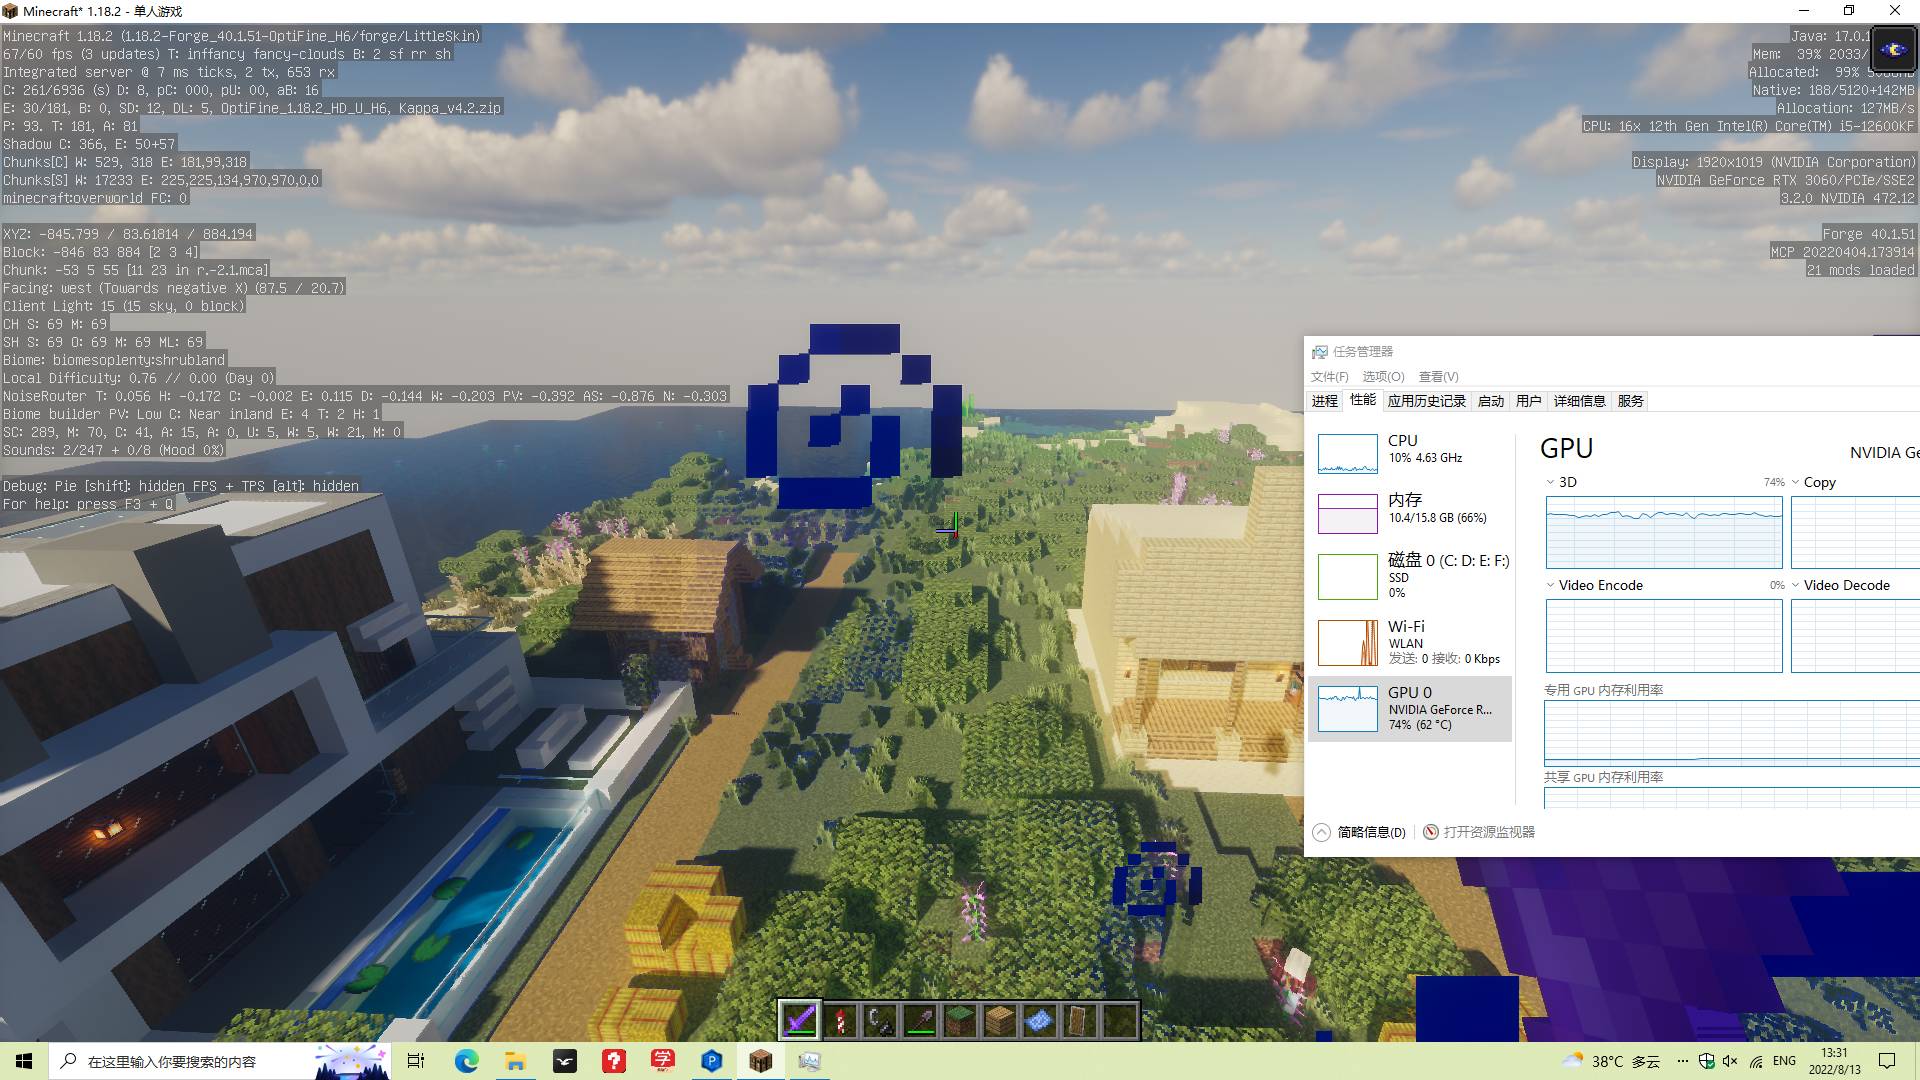 Minecraft* 1.18.2 - 单人游戏
Minecraft 1.18.2 (1.18.2-Forge_40.1.51-OptiFine_H6/forge/LittleSkin)
67/60 fps (3 updates) T: inffancy fancy-clouds B: 2 sf rr sh
Integrated server @ 7 ms ticks, 2 tx, 653 rx
C: 261/6936 (s) D: 8, pC: 000, pU: 00, aB: 16
E: 30/181, B: 0, SD: 12, DL: 5, OptiFine_1.18.2_HD_U_H6, Kappa_v4.2.zip
P: 93. T: 181, A: 81
Shadow C: 366, E: 50+57
Chunks[C] W: 529, 318 E: 181,99,318
Chunks[S] W: 17233 E: 225,225,134,970,970,0,0
minecraft:overworld FC: 0
XYZ: -845.799 / 83.61814 / 884.194
Block: -846 83 884 [2 3 4]
Chunk: -53 5 55 [11 23 in r.-2.1.mca]
Facing: west (Towards negative X) (87.5 / 20.7)
Client Light: 15 (15 sky, 0 block)
CH S: 69 M: 69
SH S: 69 O: 69 M: 69 ML: 69
Biome: biomesoplenty:shrubland
Local Difficulty: 0.76 // 0.00 (Day 0)
NoiseRouter T: 0.056 H: -0.172 C: -0.002 E: 0.115 D: -0.144 W: -0.203 PV: -0.392 AS: -0.876 N: -0.303
Biome builder PV: Low C: Near inland E: 4 T: 2 H: 1
SC: 289, M: 70, C: 41, A: 15, A: 0, U: 5, W: 5, W: 21, M: 0
Sounds: 2/247 + 0/8 (Mood 0%)
Debug: Pie [shift]: hidden FPS + TPS [alt]: hidden
For help: press F3 + Q
Java: 17.0.1
Mem: 39% 2033/
Allocated: 99%
Native: 188/5120+142MB
Allocation: 127MB/s
CPU: 16x 12th Gen Intel(R) Core(TM) i5-12600KF
Display: 1920x1019 (NVIDIA Corporation)
NVIDIA GeForce RTX 3060/PCIe/SSE2
3.2.0 NVIDIA 472.12
Forge 40.1.51
MCP 20220404.173914
21 mods loaded
任务管理器
文件(F) 选项(O) 查看(V)
进程 性能 应用历史记录 启动 用户 详细信息 服务
CPU
10% 4.63 GHz
内存
10.4/15.8 GB (66%)
磁盘 0 (C: D: E: F:)
SSD
0%
Wi-Fi
WLAN
发送: 0 接收: 0 Kbps
GPU 0
NVIDIA GeForce R...
74% (62 °C)
GPU
NVIDIA Ge
3D 74% Copy
Video Encode 0% Video Decode
专用 GPU 内存利用率
共享 GPU 内存利用率
简略信息(D) 打开资源监视器
在这里输入你要搜索的内容
学
P
38°C 多云
ENG
13:31
2022/8/13